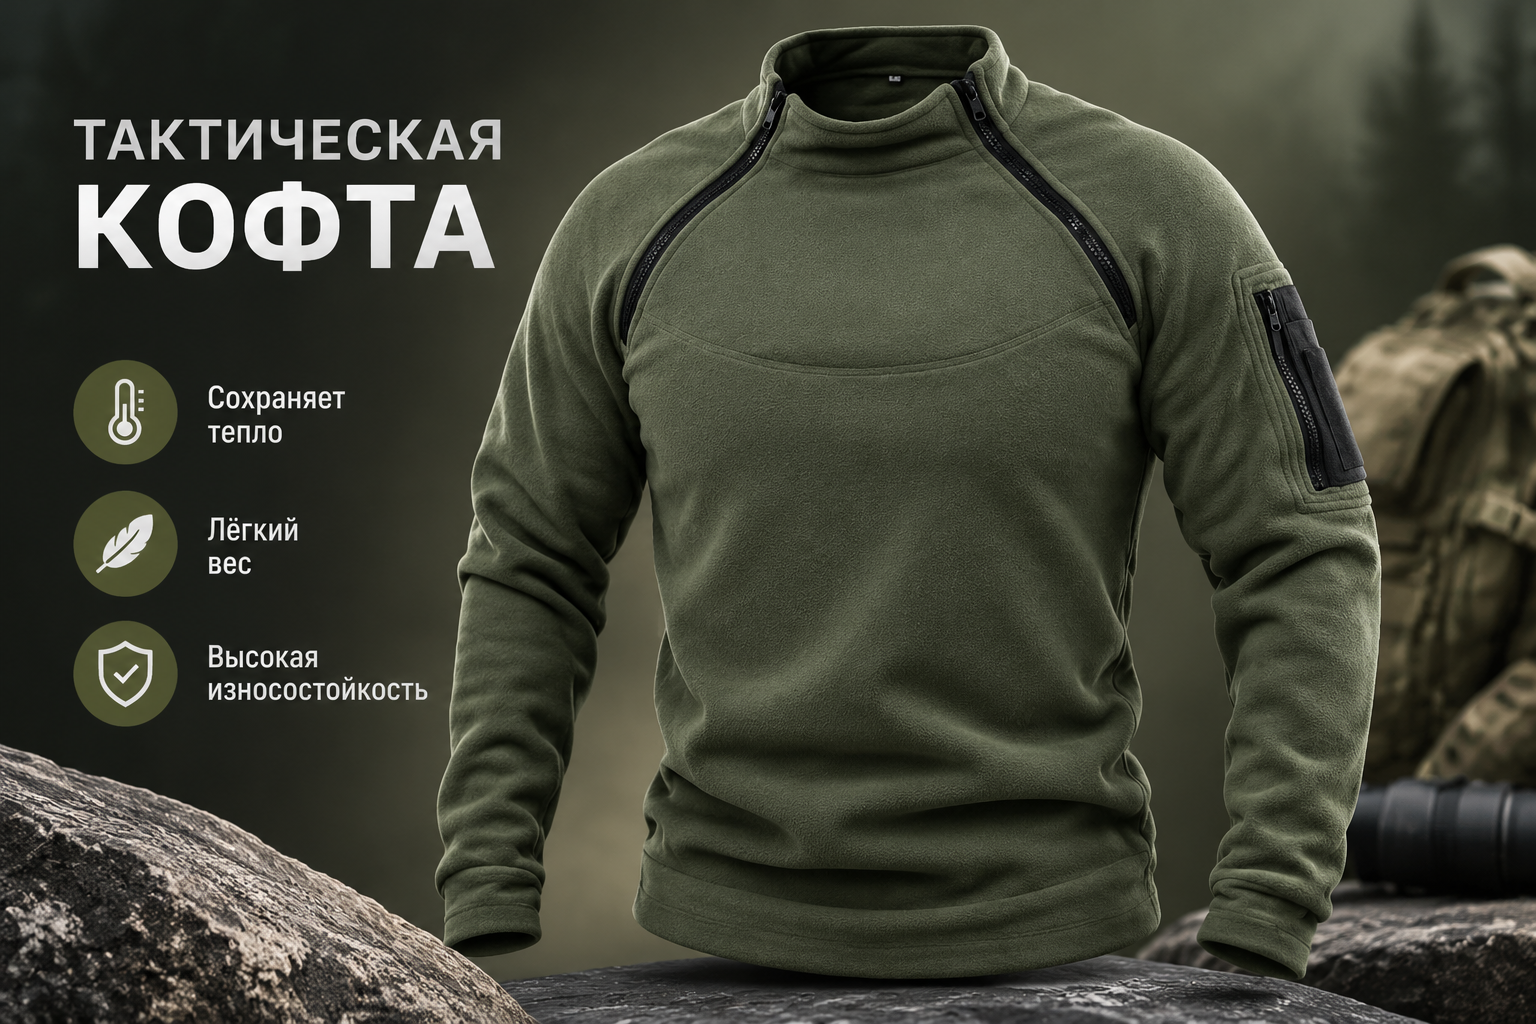 ТАКТИЧЕСКАЯ
КОФТА
Сохраняет
тепло
Лёгкий
вес
Высокая
износостойкость